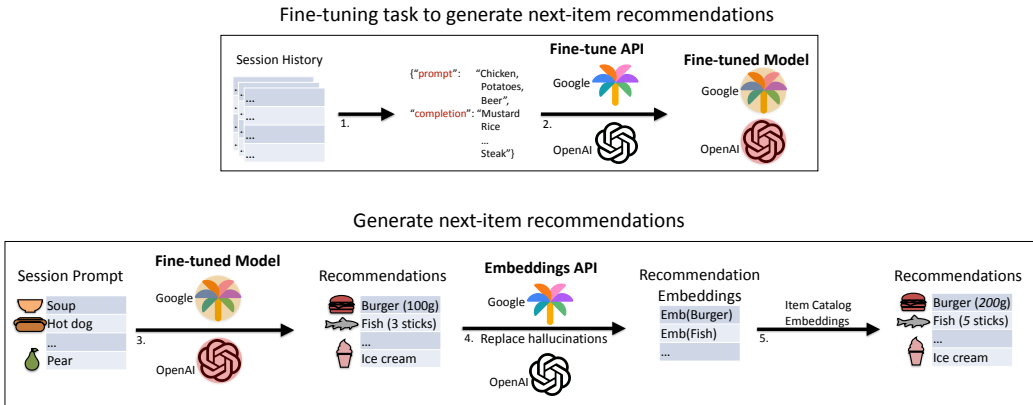 Fine-tuning task to generate next-item recommendations
Session History
...
...
...
...
1.
{"prompt": "Chicken,
Potatoes,
Beer",
"completion": "Mustard
Rice
...
Steak"}
Fine-tune API
Google
2.
OpenAI
Fine-tuned Model
Google
OpenAI
Generate next-item recommendations
Session Prompt
Soup
Hot dog
...
Pear
Fine-tuned Model
Google
3.
OpenAI
Recommendations
Burger (100g)
Fish (3 sticks)
...
Ice cream
Embeddings API
Google
4. Replace hallucinations
OpenAI
Recommendation
Embeddings
Emb(Burger)
Emb(Fish)
...
Item Catalog
Embeddings
5.
Recommendations
Burger (200g)
Fish (5 sticks)
...
Ice cream